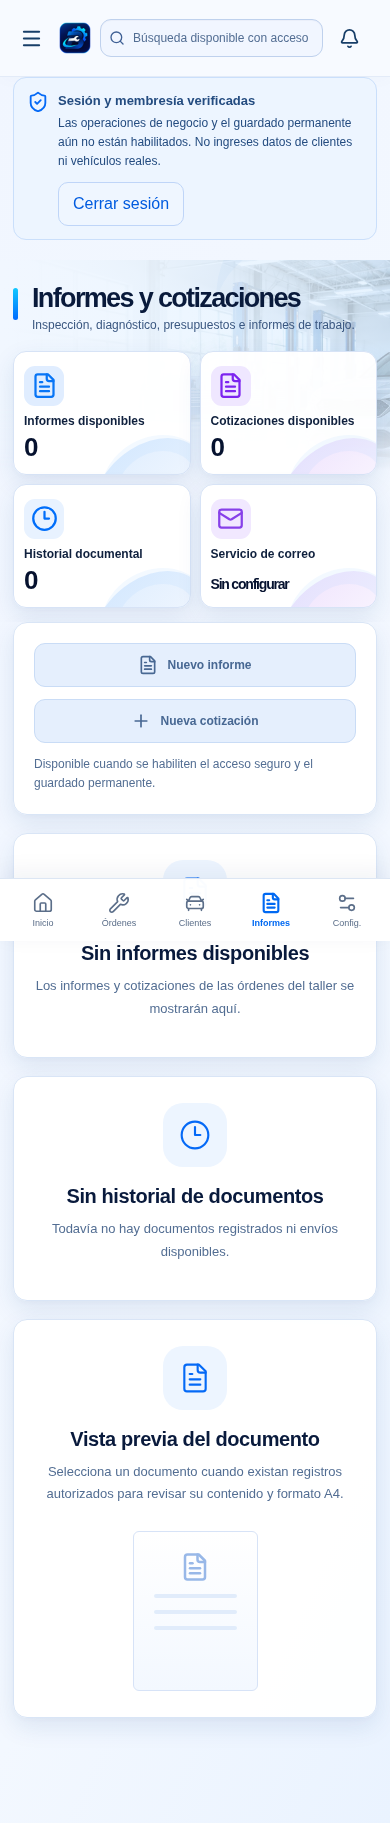 Búsqueda disponible con acceso
Sesión y membresía verificadas
Las operaciones de negocio y el guardado permanente
aún no están habilitados. No ingreses datos de clientes
ni vehículos reales.
Cerrar sesión
Informes y cotizaciones
Inspección, diagnóstico, presupuestos e informes de trabajo.
Informes disponibles
0
Cotizaciones disponibles
0
Historial documental
0
Servicio de correo
Sin configurar
Nuevo informe
Nueva cotización
Disponible cuando se habiliten el acceso seguro y el
guardado permanente.
Inicio
Órdenes
Clientes
Informes
Config.
Sin informes disponibles
Los informes y cotizaciones de las órdenes del taller se
mostrarán aquí.
Sin historial de documentos
Todavía no hay documentos registrados ni envíos
disponibles.
Vista previa del documento
Selecciona un documento cuando existan registros
autorizados para revisar su contenido y formato A4.